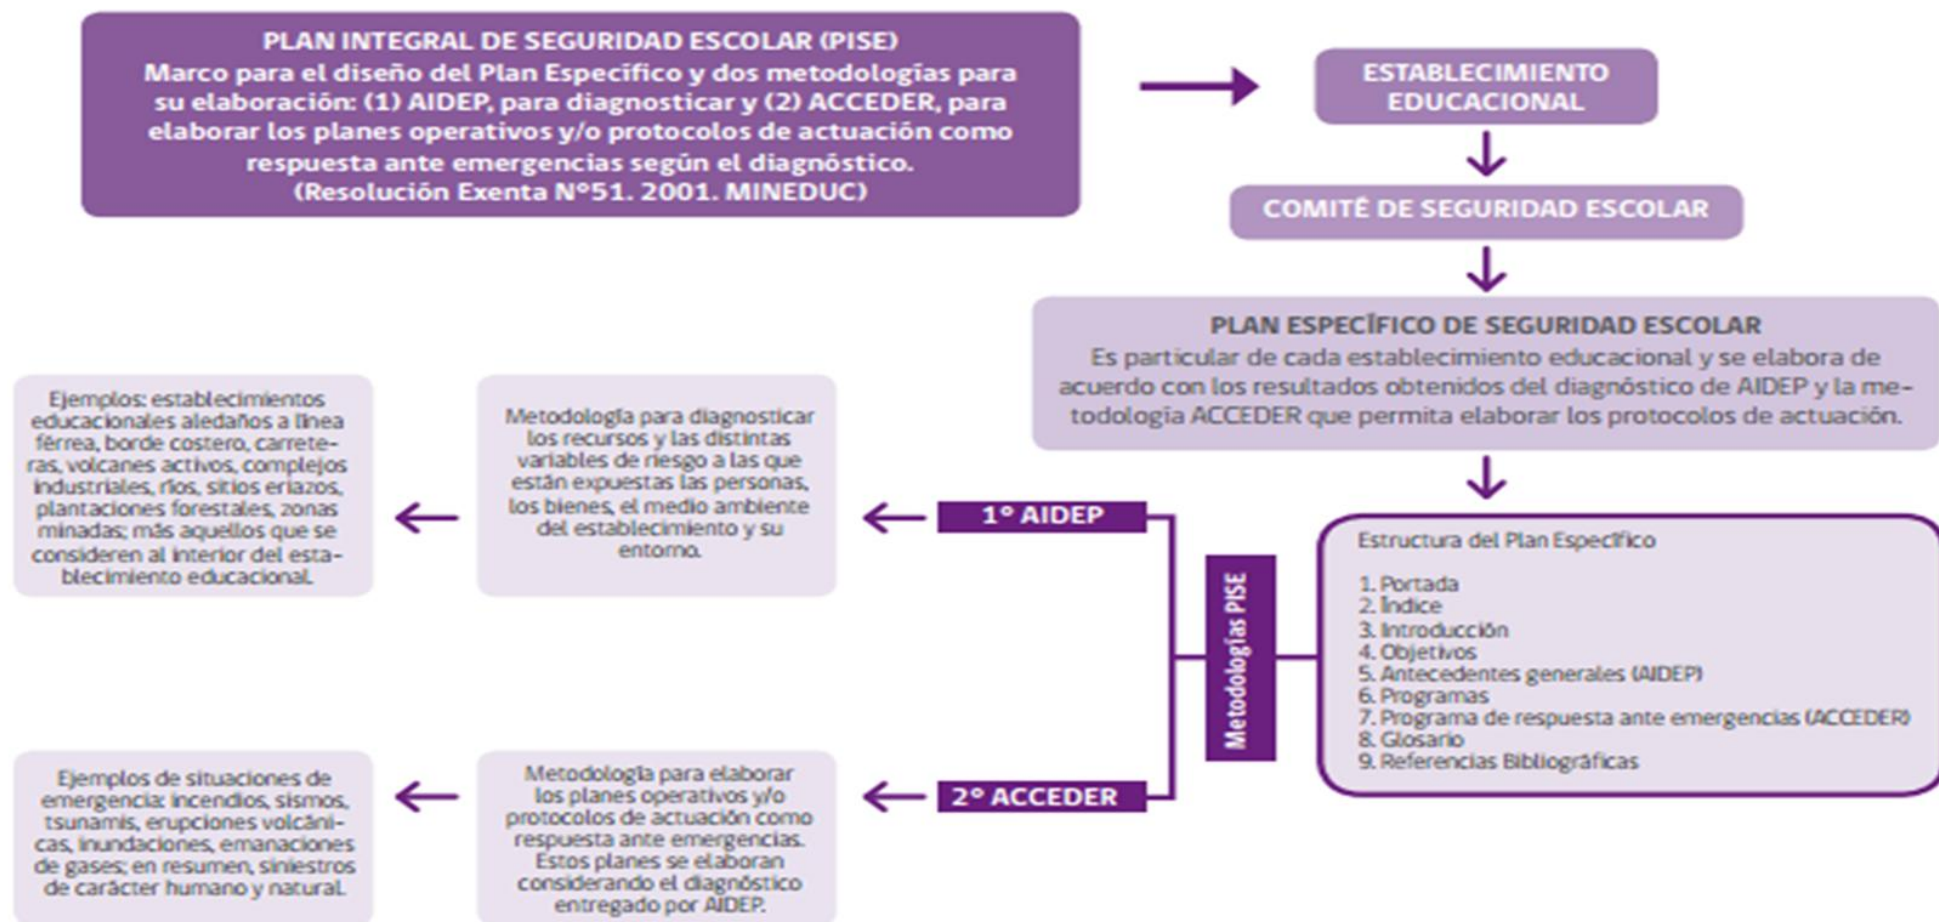 PLAN INTEGRAL DE SEGURIDAD ESCOLAR (PISE)
Marco para el diseño del Plan Específico y dos metodologías para
su elaboración: (1) AIDEP, para diagnosticar y (2) ACCEDER, para
elaborar los planes operativos y/o protocolos de actuación como
respuesta ante emergencias según el diagnóstico.
(Resolución Exenta N°51. 2001. MINEDUC)
ESTABLECIMIENTO
EDUCACIONAL
COMITÉ DE SEGURIDAD ESCOLAR
PLAN ESPECÍFICO DE SEGURIDAD ESCOLAR
Es particular de cada establecimiento educacional y se elabora de
acuerdo con los resultados obtenidos del diagnóstico de AIDEP y la me-
todología ACCEDER que permita elaborar los protocolos de actuación.
Estructura del Plan Específico
1. Portada
2. Índice
3. Introducción
4. Objetivos
5. Antecedentes generales (AIDEP)
6. Programas
7. Programa de respuesta ante emergencias (ACCEDER)
8. Glosario
9. Referencias Bibliográficas
Metodologías PISE
1° AIDEP
Metodología para diagnosticar
los recursos y las distintas
variables de riesgo a las que
están expuestas las personas,
los bienes, el medio ambiente
del establecimiento y su
entorno.
Ejemplos: establecimientos
educacionales aledaños a línea
férrea, borde costero, carrete-
ras, volcanes activos, complejos
industriales, ríos, sitios eriazos,
plantaciones forestales, zonas
minadas; más aquellos que se
consideren al interior del esta-
blecimiento educacional.
2° ACCEDER
Metodología para elaborar
los planes operativos y/o
protocolos de actuación como
respuesta ante emergencias.
Estos planes se elaboran
considerando el diagnóstico
entregado por AIDEP.
Ejemplos de situaciones de
emergencia: incendios, sismos,
tsunamis, erupciones volcáni-
cas, inundaciones, emanaciones
de gases; en resumen, siniestros
de carácter humano y natural.